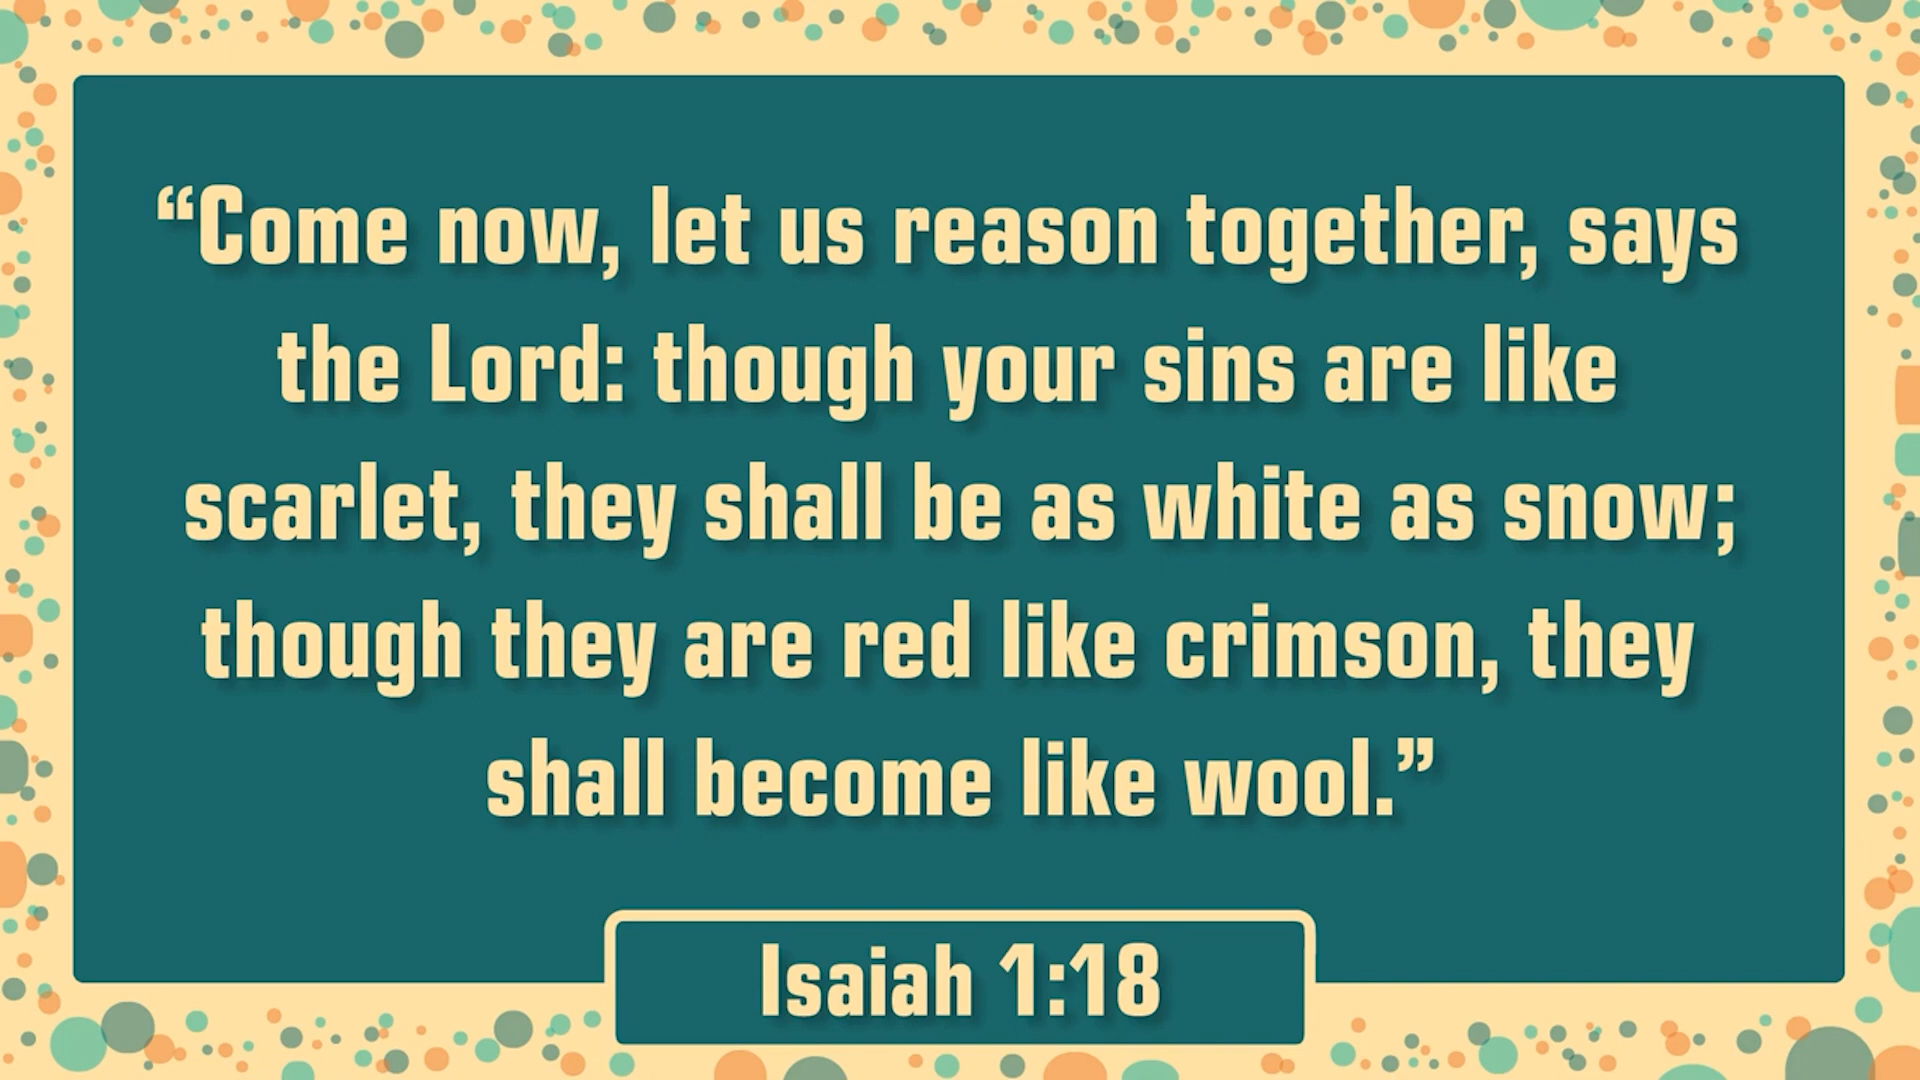 “Come now, let us reason together, says
the Lord: though your sins are like
scarlet, they shall be as white as snow;
though they are red like crimson, they
shall become like wool.”
Isaiah 1:18